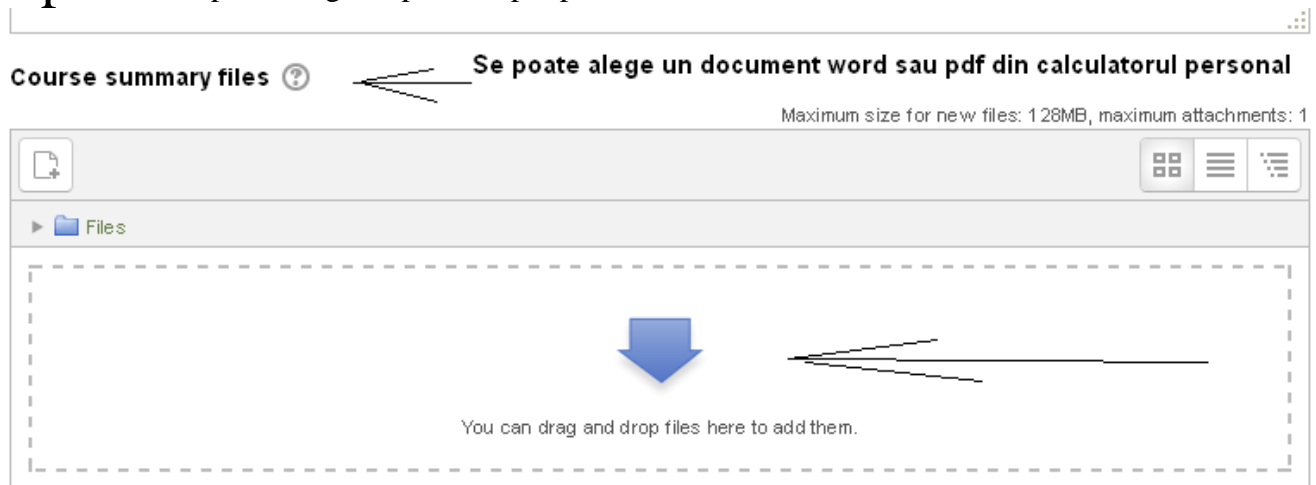 Course summary files
Se poate alege un document word sau pdf din calculatorul personal
Maximum size for new files: 128MB, maximum attachments: 1
Files
You can drag and drop files here to add them.